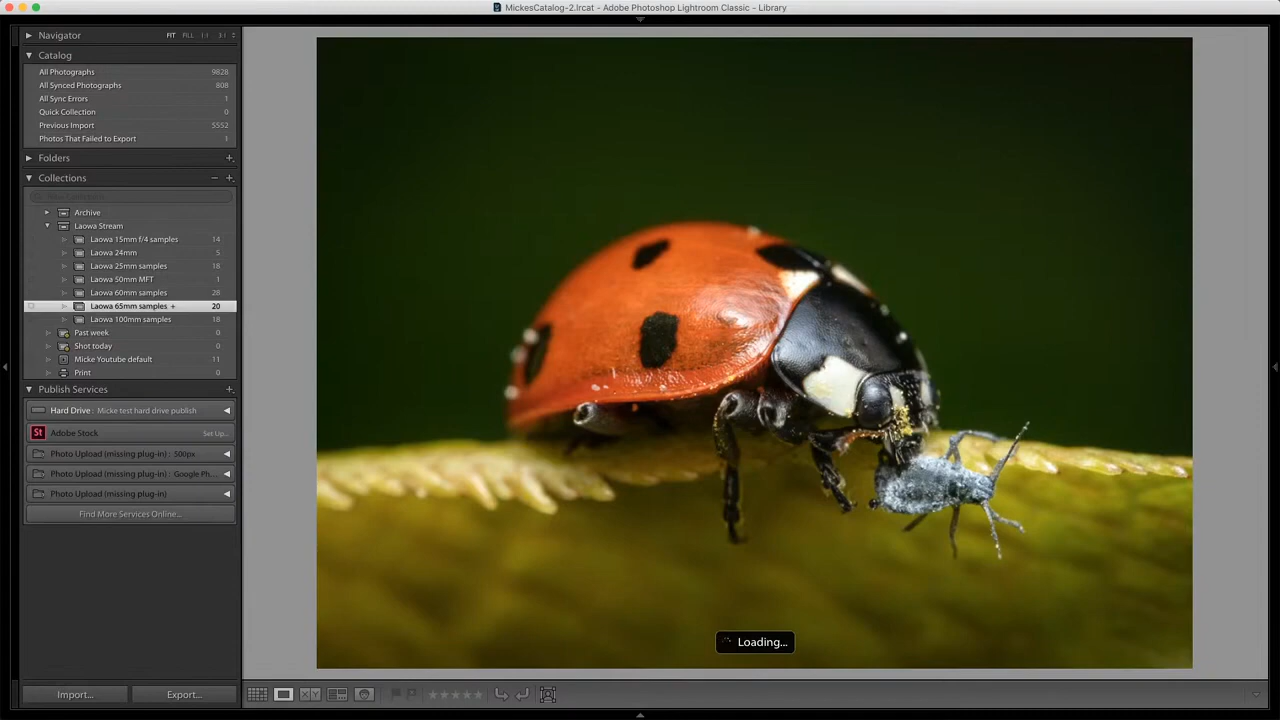 MickesCatalog-2.lrcat - Adobe Photoshop Lightroom Classic - Library
Navigator FIT FILL
Catalog
All Photographs 9828
All Synced Photographs 808
All Sync Errors 1
Quick Collection 0
Previous Import 5552
Photos That Failed to Export 1
Folders +
Collections − +
Archive
Laowa Stream
Laowa 15mm f/4 samples 14
Laowa 24mm 5
Laowa 25mm samples 18
Laowa 50mm MFT 1
Laowa 60mm samples 28
Laowa 65mm samples + 20
Laowa 100mm samples 18
Past week 0
Shot today 0
Micke Youtube default 11
Print 0
Publish Services +
Hard Drive : Micke test hard drive publish
St Adobe Stock Set Up...
Photo Upload (missing plug-in) : 500px
Photo Upload (missing plug-in) : Google Ph...
Photo Upload (missing plug-in)
Find More Services Online...
Loading...
Import... Export... XY